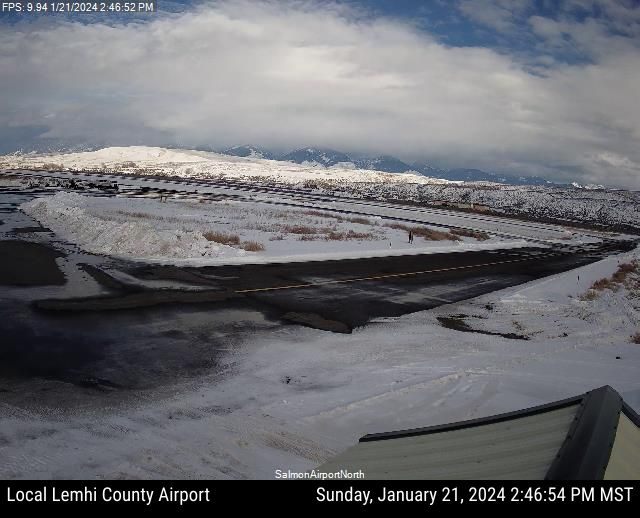 FPS: 9.94 1/21/2024 2:46:52 PM
SalmonAirportNorth
Local Lemhi County Airport
Sunday, January 21, 2024 2:46:54 PM MST